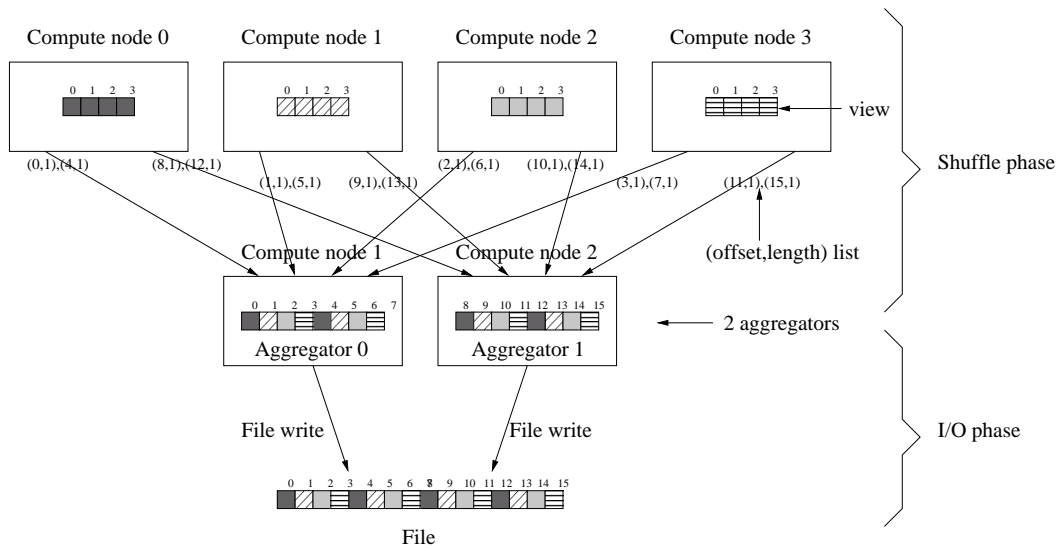 Compute node 0
Compute node 1
Compute node 2
Compute node 3
0 1 2 3
0 1 2 3
0 1 2 3
0 1 2 3
view
(0,1),(4,1)
(8,1),(12,1)
(1,1),(5,1)
(9,1),(13,1)
(2,1),(6,1)
(10,1),(14,1)
(3,1),(7,1)
(11,1),(15,1)
Shuffle phase
(offset,length) list
Compute node 1
Compute node 2
0 1 2 3 4 5 6 7
8 9 10 11 12 13 14 15
Aggregator 0
Aggregator 1
2 aggregators
File write
File write
I/O phase
0 1 2 3 4 5 6 7 8 9 10 11 12 13 14 15
File